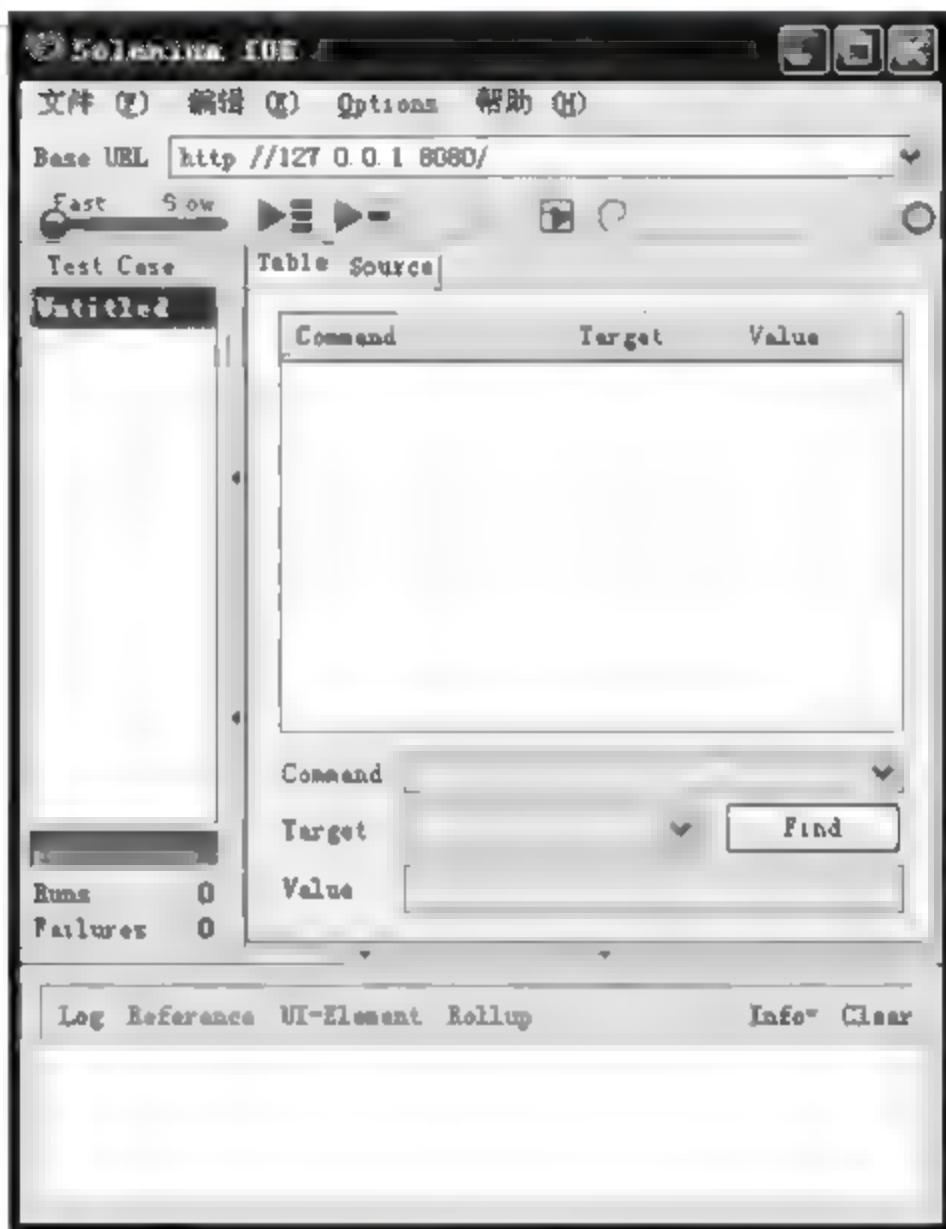 Selenium IDE
文件 (F) 编辑 (E) Options 帮助 (H)
Base URL http //127 0.0.1 8080/
Fast Slow
Test Case
Table Source
Untitled
Command Target Value
Command
Target Find
Value
Runs 0
Failures 0
Log Reference UI-Element Rollup Info Clear